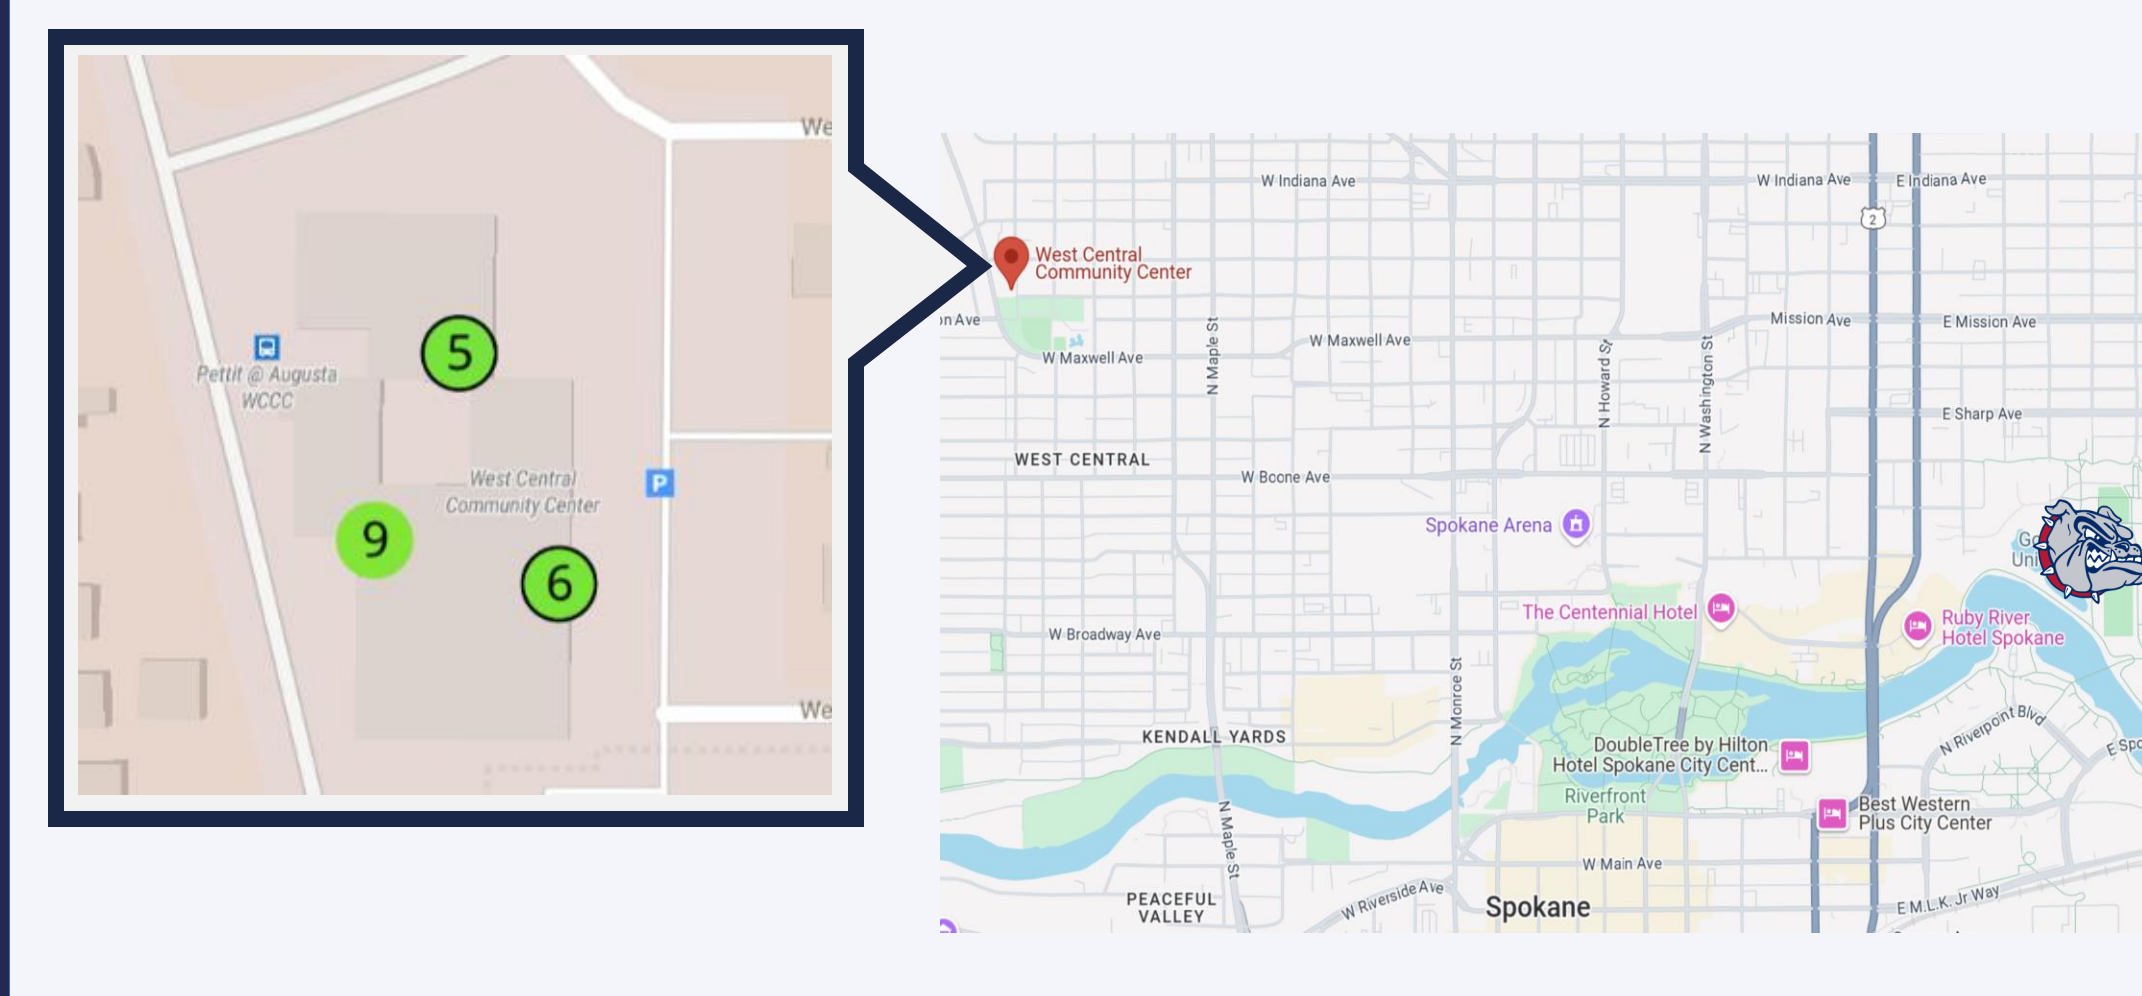 We
5
Pettit @ Augusta
WCCC
West Central
Community Center
P
9
6
We
W Indiana Ave
W Indiana Ave
E Indiana Ave
2
West Central
Community Center
on Ave
W Maxwell Ave
W Maxwell Ave
N Maple St
N Howard St
N Washington St
Mission Ave
E Mission Ave
E Sharp Ave
WEST CENTRAL
W Boone Ave
Spokane Arena
Go
Uni
The Centennial Hotel
Ruby River
Hotel Spokane
W Broadway Ave
N Monroe St
KENDALL YARDS
DoubleTree by Hilton
Hotel Spokane City Cent...
N Riverpoint Blvd
E Spo
Riverfront
Park
Best Western
Plus City Center
N Maple St
W Main Ave
PEACEFUL
VALLEY
W Riverside Ave
Spokane
E M.L.K. Jr Way